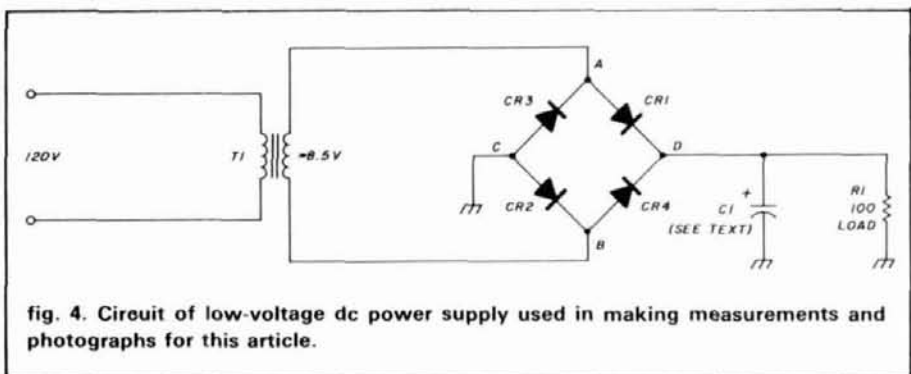 A
CR3
CR1
120V
T1
≈8.5V
C
D
CR2
CR4
B
+
C1
(SEE TEXT)
R1
100
LOAD
fig. 4. Circuit of low-voltage dc power supply used in making measurements and
photographs for this article.